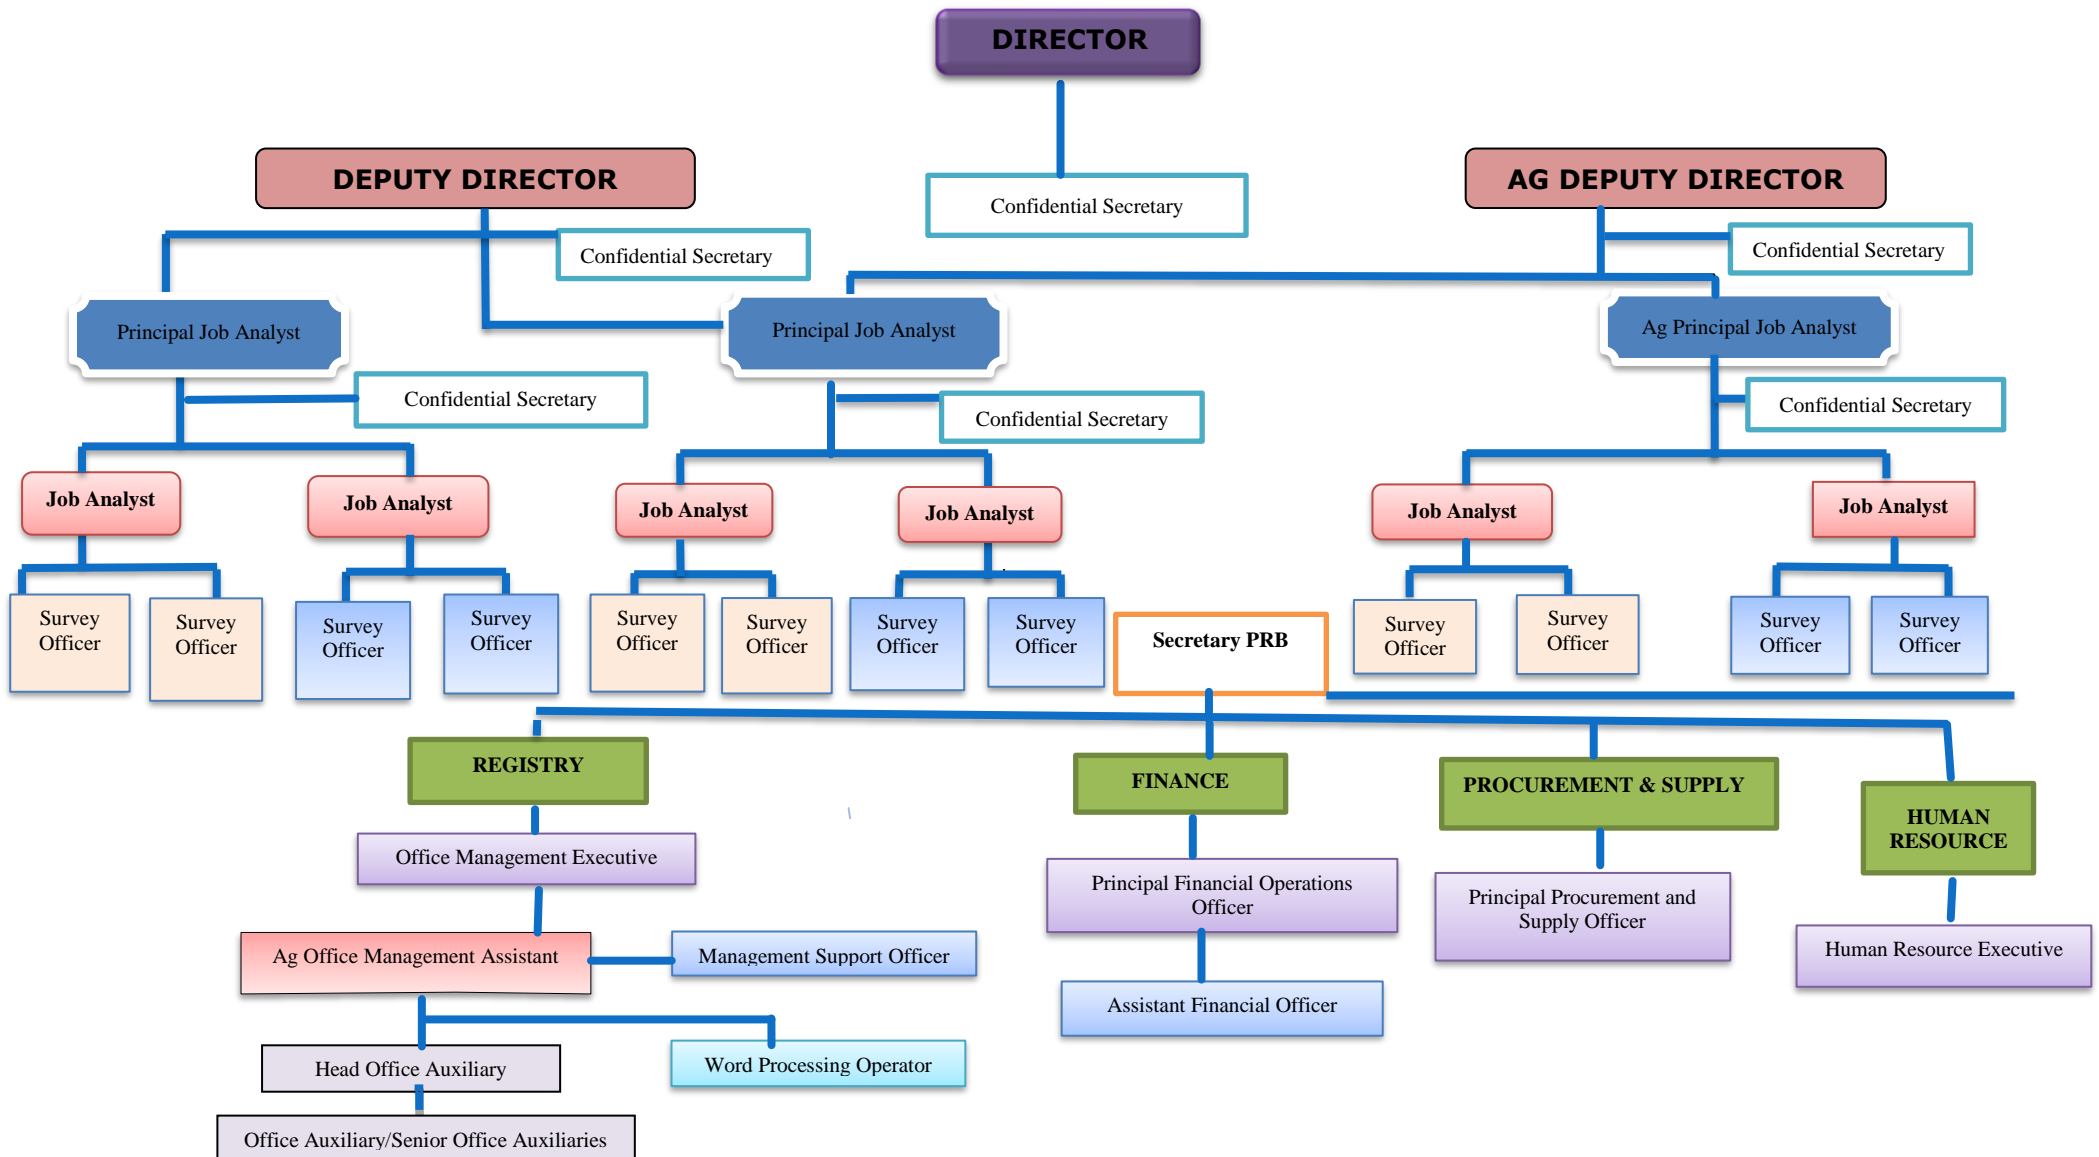 DIRECTOR
DEPUTY DIRECTOR
AG DEPUTY DIRECTOR
Confidential Secretary
Confidential Secretary
Confidential Secretary
Principal Job Analyst
Principal Job Analyst
Ag Principal Job Analyst
Confidential Secretary
Confidential Secretary
Confidential Secretary
Job Analyst
Job Analyst
Job Analyst
Job Analyst
Job Analyst
Job Analyst
Survey
Officer
Survey
Officer
Survey
Officer
Survey
Officer
Survey
Officer
Survey
Officer
Survey
Officer
Survey
Officer
Secretary PRB
Survey
Officer
Survey
Officer
Survey
Officer
Survey
Officer
REGISTRY
FINANCE
PROCUREMENT & SUPPLY
HUMAN
RESOURCE
Office Management Executive
Principal Financial Operations
Officer
Principal Procurement and
Supply Officer
Human Resource Executive
Ag Office Management Assistant
Management Support Officer
Assistant Financial Officer
Head Office Auxiliary
Word Processing Operator
Office Auxiliary/Senior Office Auxiliaries